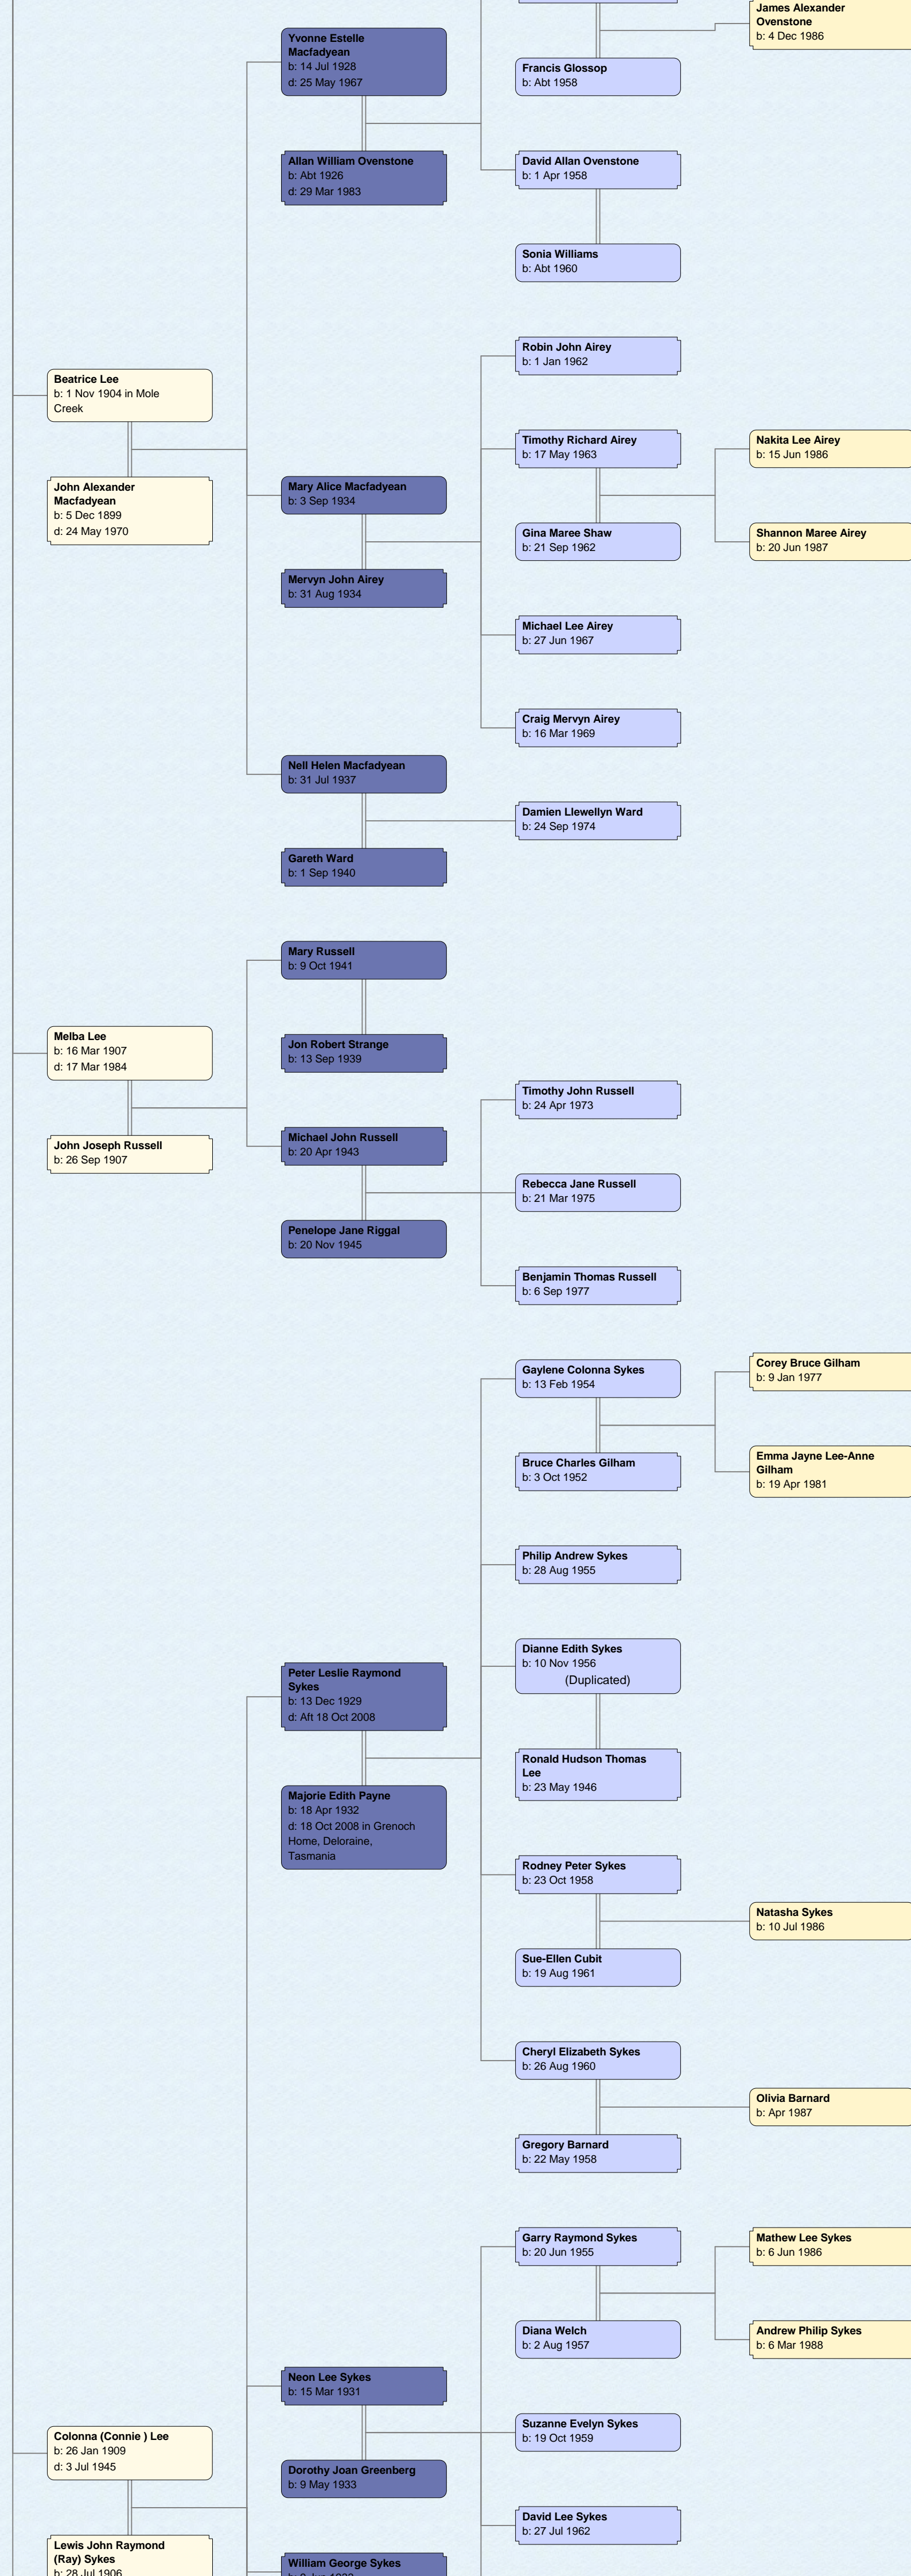 James Alexander
Ovenstone
b: 4 Dec 1986
Yvonne Estelle
Macfadyean
b: 14 Jul 1928
d: 25 May 1967
Francis Glossop
b: Abt 1958
Allan William Ovenstone
b: Abt 1926
d: 29 Mar 1983
David Allan Ovenstone
b: 1 Apr 1958
Sonia Williams
b: Abt 1960
Robin John Airey
b: 1 Jan 1962
Beatrice Lee
b: 1 Nov 1904 in Mole
Creek
Timothy Richard Airey
b: 17 May 1963
Nakita Lee Airey
b: 15 Jun 1986
John Alexander
Macfadyean
b: 5 Dec 1899
d: 24 May 1970
Mary Alice Macfadyean
b: 3 Sep 1934
Gina Maree Shaw
b: 21 Sep 1962
Shannon Maree Airey
b: 20 Jun 1987
Mervyn John Airey
b: 31 Aug 1934
Michael Lee Airey
b: 27 Jun 1967
Craig Mervyn Airey
b: 16 Mar 1969
Nell Helen Macfadyean
b: 31 Jul 1937
Damien Llewellyn Ward
b: 24 Sep 1974
Gareth Ward
b: 1 Sep 1940
Mary Russell
b: 9 Oct 1941
Melba Lee
b: 16 Mar 1907
d: 17 Mar 1984
Jon Robert Strange
b: 13 Sep 1939
Timothy John Russell
b: 24 Apr 1973
John Joseph Russell
b: 26 Sep 1907
Michael John Russell
b: 20 Apr 1943
Rebecca Jane Russell
b: 21 Mar 1975
Penelope Jane Riggal
b: 20 Nov 1945
Benjamin Thomas Russell
b: 6 Sep 1977
Gaylene Colonna Sykes
b: 13 Feb 1954
Corey Bruce Gilham
b: 9 Jan 1977
Bruce Charles Gilham
b: 3 Oct 1952
Emma Jayne Lee-Anne
Gilham
b: 19 Apr 1981
Philip Andrew Sykes
b: 28 Aug 1955
Dianne Edith Sykes
b: 10 Nov 1956
(Duplicated)
Peter Leslie Raymond
Sykes
b: 13 Dec 1929
d: Aft 18 Oct 2008
Ronald Hudson Thomas
Lee
b: 23 May 1946
Majorie Edith Payne
b: 18 Apr 1932
d: 18 Oct 2008 in Grenoch
Home, Deloraine,
Tasmania
Rodney Peter Sykes
b: 23 Oct 1958
Natasha Sykes
b: 10 Jul 1986
Sue-Ellen Cubit
b: 19 Aug 1961
Cheryl Elizabeth Sykes
b: 26 Aug 1960
Olivia Barnard
b: Apr 1987
Gregory Barnard
b: 22 May 1958
Garry Raymond Sykes
b: 20 Jun 1955
Mathew Lee Sykes
b: 6 Jun 1986
Diana Welch
b: 2 Aug 1957
Andrew Philip Sykes
b: 6 Mar 1988
Neon Lee Sykes
b: 15 Mar 1931
Suzanne Evelyn Sykes
b: 19 Oct 1959
Colonna (Connie ) Lee
b: 26 Jan 1909
d: 3 Jul 1945
Dorothy Joan Greenberg
b: 9 May 1933
David Lee Sykes
b: 27 Jul 1962
Lewis John Raymond
(Ray) Sykes
b: 28 Jul 1906
William George Sykes